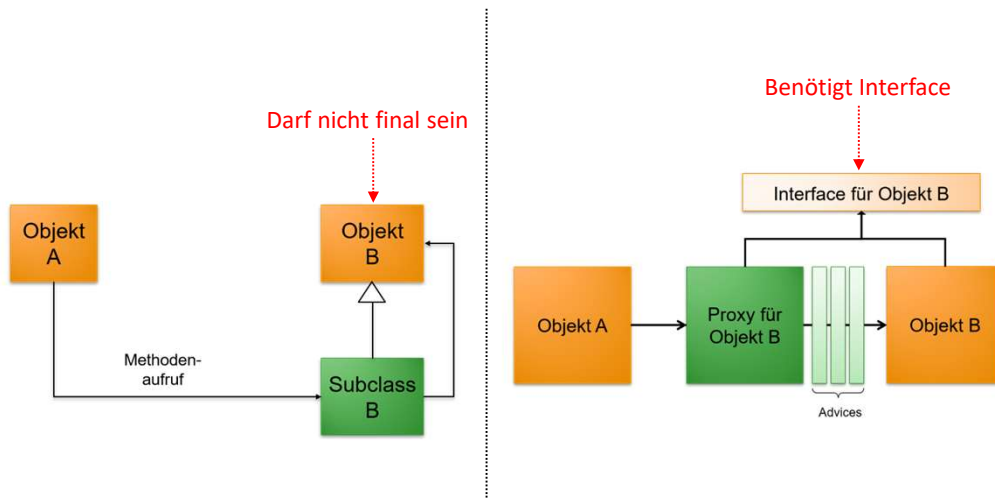 Darf nicht final sein
Objekt
A
Objekt
B
Methoden-
aufruf
Subclass
B
Benötigt Interface
Interface für Objekt B
Objekt A
Proxy für
Objekt B
Objekt B
Advices